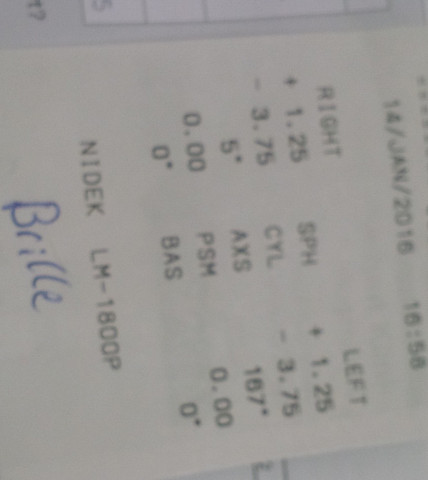 14/JAN/2016 16:58
RIGHT LEFT
+ 1.25 SPH + 1.25
- 3.75 CYL - 3.75
5° AXS 167°
0.00 PSM 0.00
0° BAS 0°
NIDEK LM-1800P
Brille